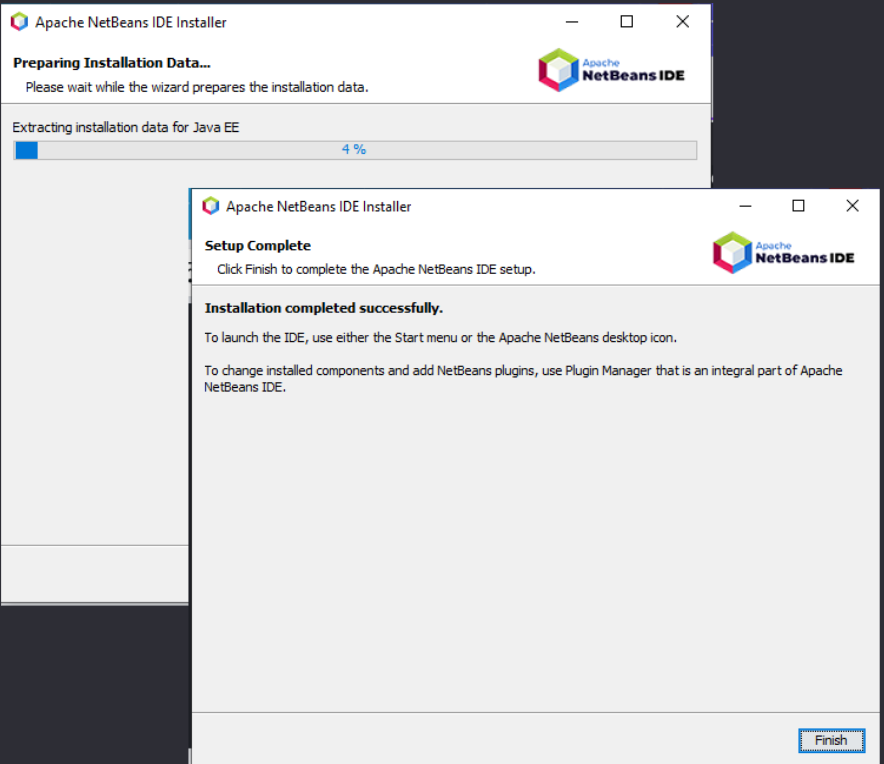 Apache NetBeans IDE Installer
Preparing Installation Data...
Please wait while the wizard prepares the installation data.
Apache
NetBeans IDE
Extracting installation data for Java EE
4 %
Apache NetBeans IDE Installer
Setup Complete
Click Finish to complete the Apache NetBeans IDE setup.
Apache
NetBeans IDE
Installation completed successfully.
To launch the IDE, use either the Start menu or the Apache NetBeans desktop icon.
To change installed components and add NetBeans plugins, use Plugin Manager that is an integral part of Apache
NetBeans IDE.
Finish